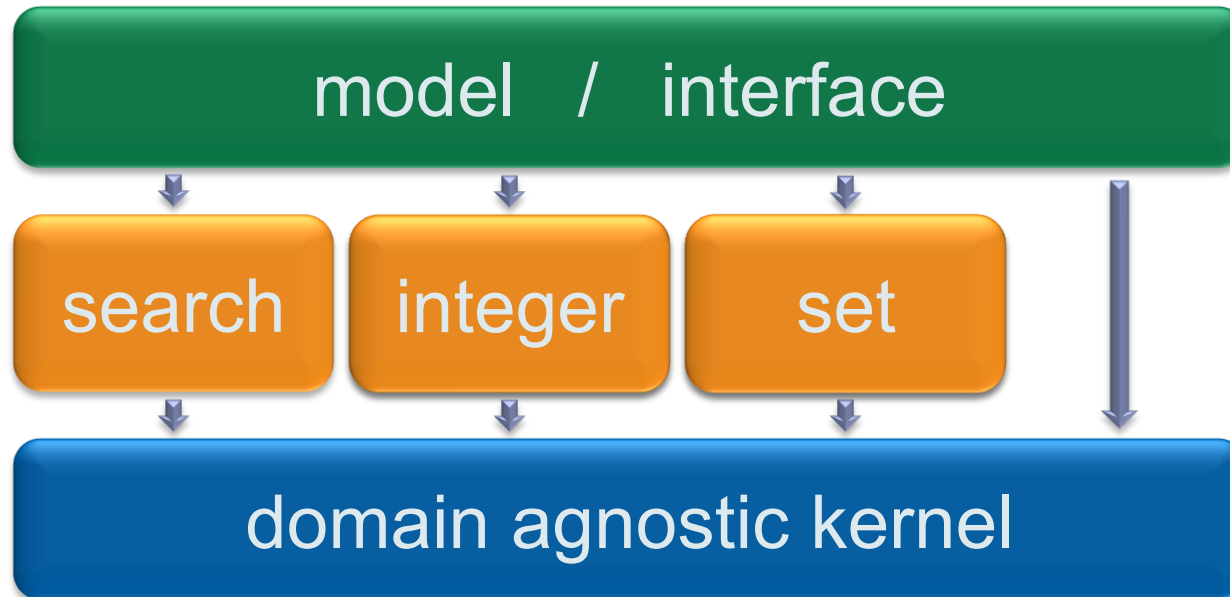 model / interface
search integer set
domain agnostic kernel